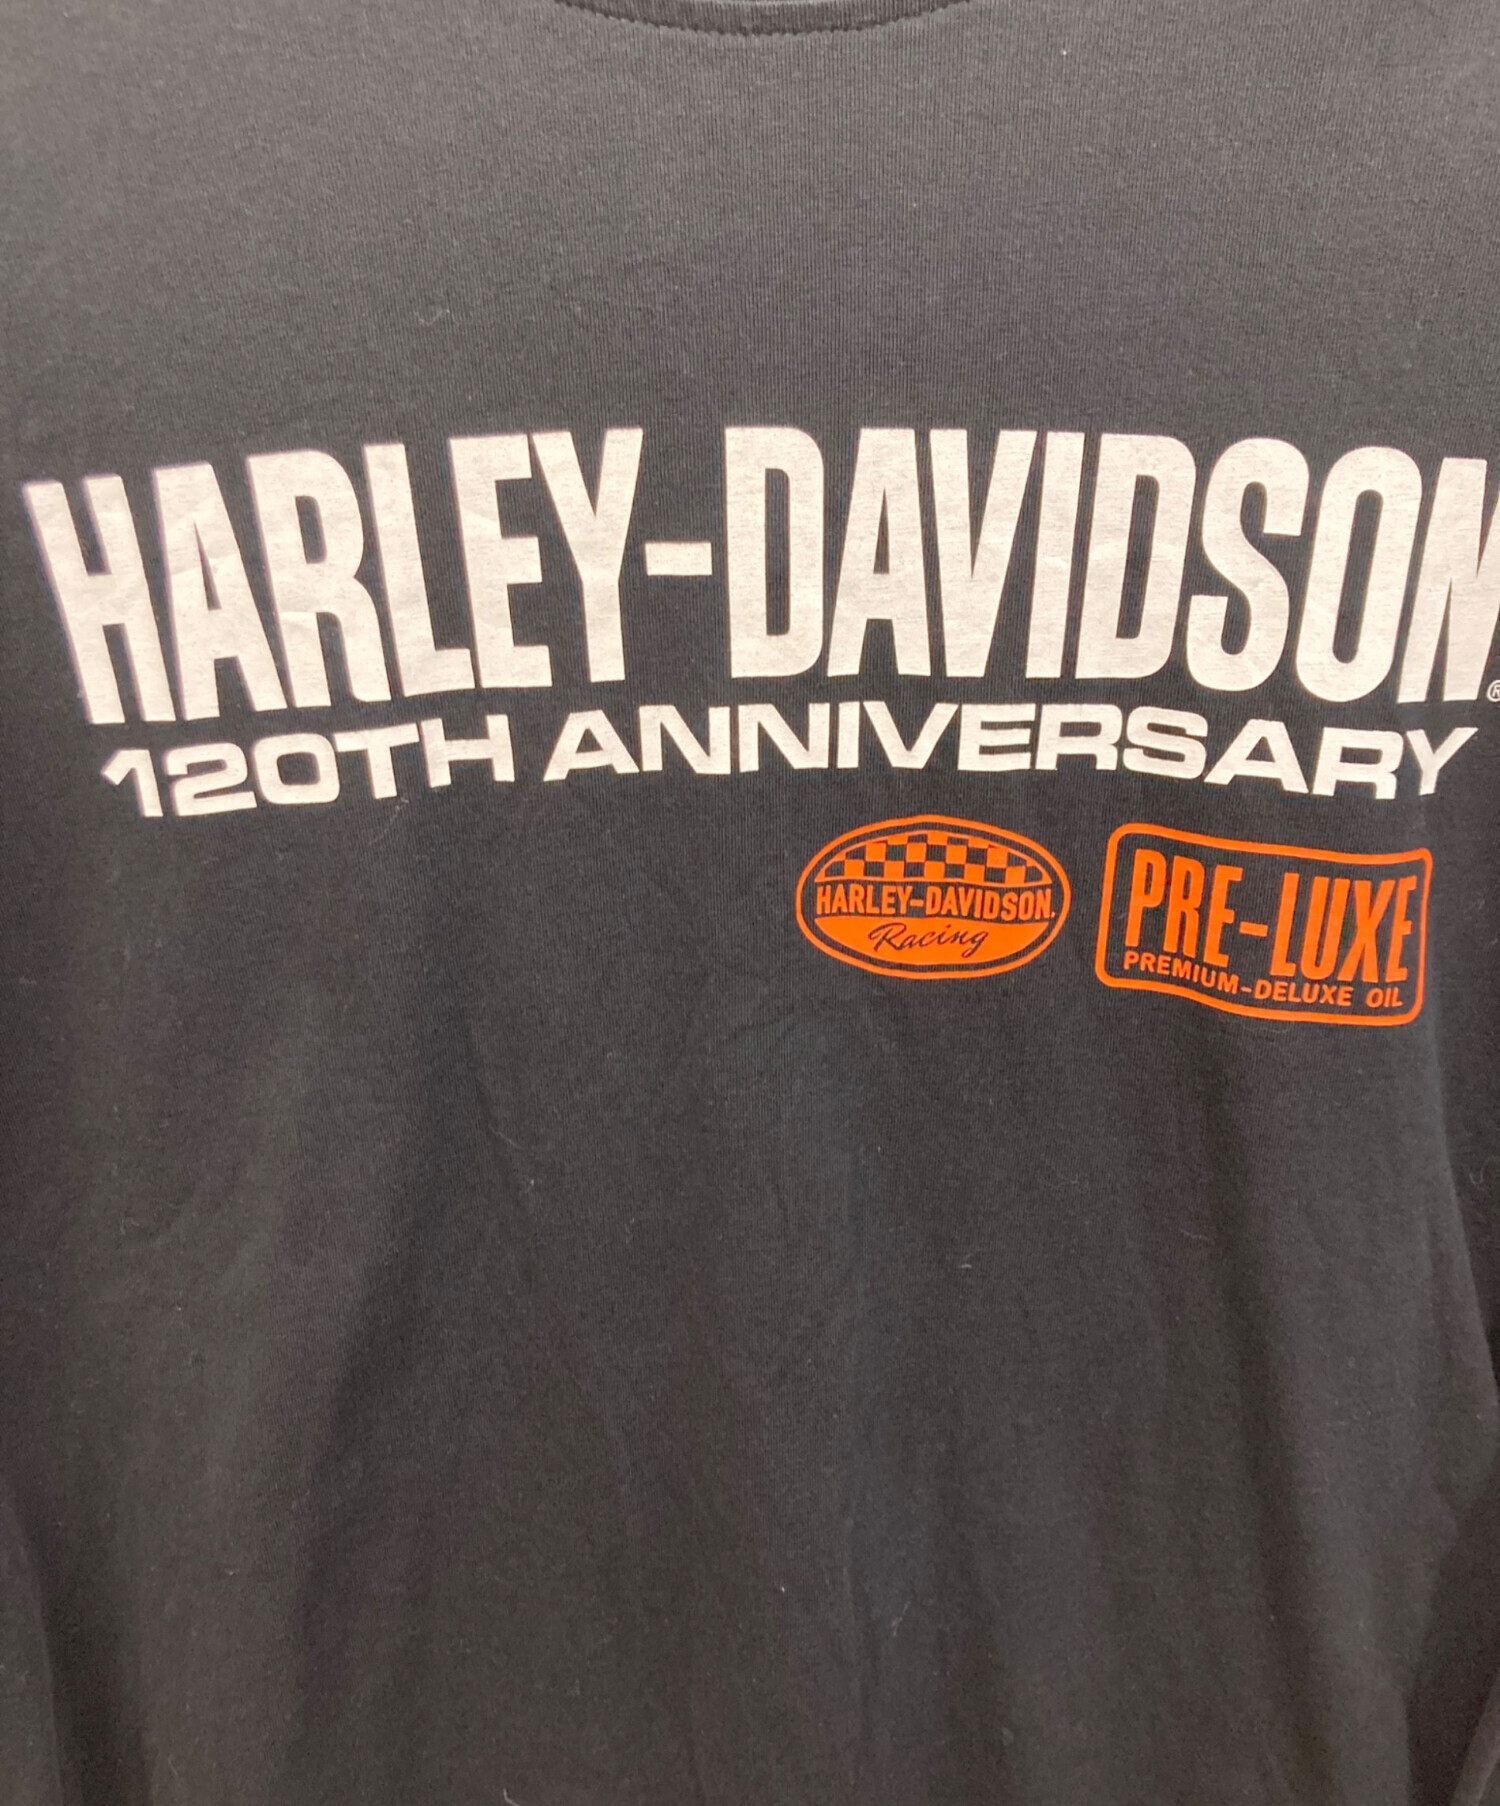 HARLEY-DAVIDSON®
120TH ANNIVERSARY
HARLEY-DAVIDSON
Racing
PRE-LUXE
PREMIUM-DELUXE OIL